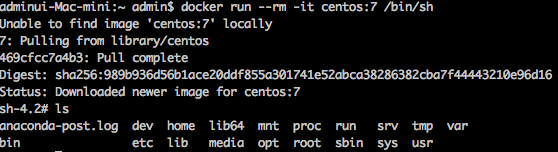 adminui-Mac-mini:~ admin$ docker run --rm -it centos:7 /bin/sh
Unable to find image 'centos:7' locally
7: Pulling from library/centos
469cfcc7a4b3: Pull complete
Digest: sha256:989b936d56b1ace20ddf855a301741e52abca38286382cba7f44443210e96d16
Status: Downloaded newer image for centos:7
sh-4.2# ls
anaconda-post.log  dev  home  lib64  mnt  proc  run   srv  tmp  var
bin                etc  lib   media  opt  root  sbin  sys  usr